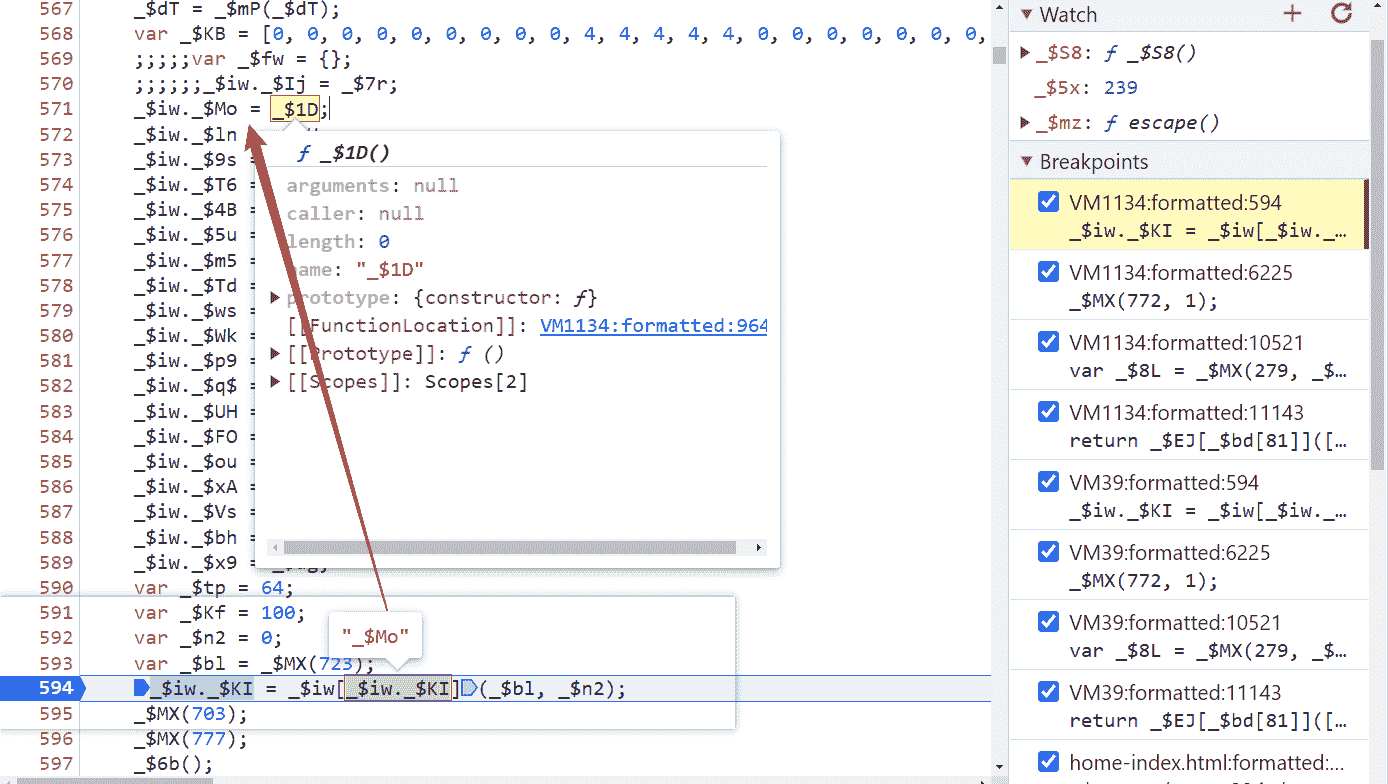 567 _$dT = _$mP(_$dT);
568 var _$KB = [0, 0, 0, 0, 0, 0, 0, 0, 0, 4, 4, 4, 4, 4, 0, 0, 0, 0, 0, 0, 0,
569 ;;;;;var _$fw = {};
570 ;;;;;;_$iw._$Ij = _$7r;
571 _$iw._$Mo = _$1D;
572 _$iw._$ln
573 _$iw._$9s =
574 _$iw._$T6 =
575 _$iw._$4B =
576 _$iw._$5u =
577 _$iw._$m5 =
578 _$iw._$Td =
579 _$iw._$ws =
580 _$iw._$Wk =
581 _$iw._$p9 =
582 _$iw._$q$ =
583 _$iw._$UH =
584 _$iw._$FO =
585 _$iw._$ou =
586 _$iw._$xA =
587 _$iw._$Vs =
588 _$iw._$bh =
589 _$iw._$x9 =
590 var _$tp = 64;
591 var _$Kf = 100;
592 var _$n2 = 0;
593 var _$bl = _$MX(723);
594 _$iw._$KI = _$iw[_$iw._$KI](_$bl, _$n2);
595 _$MX(703);
596 _$MX(777);
597 _$6b();
ƒ _$1D()
arguments: null
caller: null
length: 0
name: "_$1D"
prototype: {constructor: ƒ}
[[FunctionLocation]]: VM1134:formatted:964
[[Prototype]]: ƒ ()
[[Scopes]]: Scopes[2]
"_$Mo"
Watch
_$S8: ƒ _$S8()
_$5x: 239
_$mz: ƒ escape()
Breakpoints
VM1134:formatted:594
_$iw._$KI = _$iw[_$iw._…
VM1134:formatted:6225
_$MX(772, 1);
VM1134:formatted:10521
var _$8L = _$MX(279, _$…
VM1134:formatted:11143
return _$EJ[_$bd[81]]([…
VM39:formatted:594
_$iw._$KI = _$iw[_$iw._…
VM39:formatted:6225
_$MX(772, 1);
VM39:formatted:10521
var _$8L = _$MX(279, _$…
VM39:formatted:11143
return _$EJ[_$bd[81]]([…
home-index.html:formatted:…